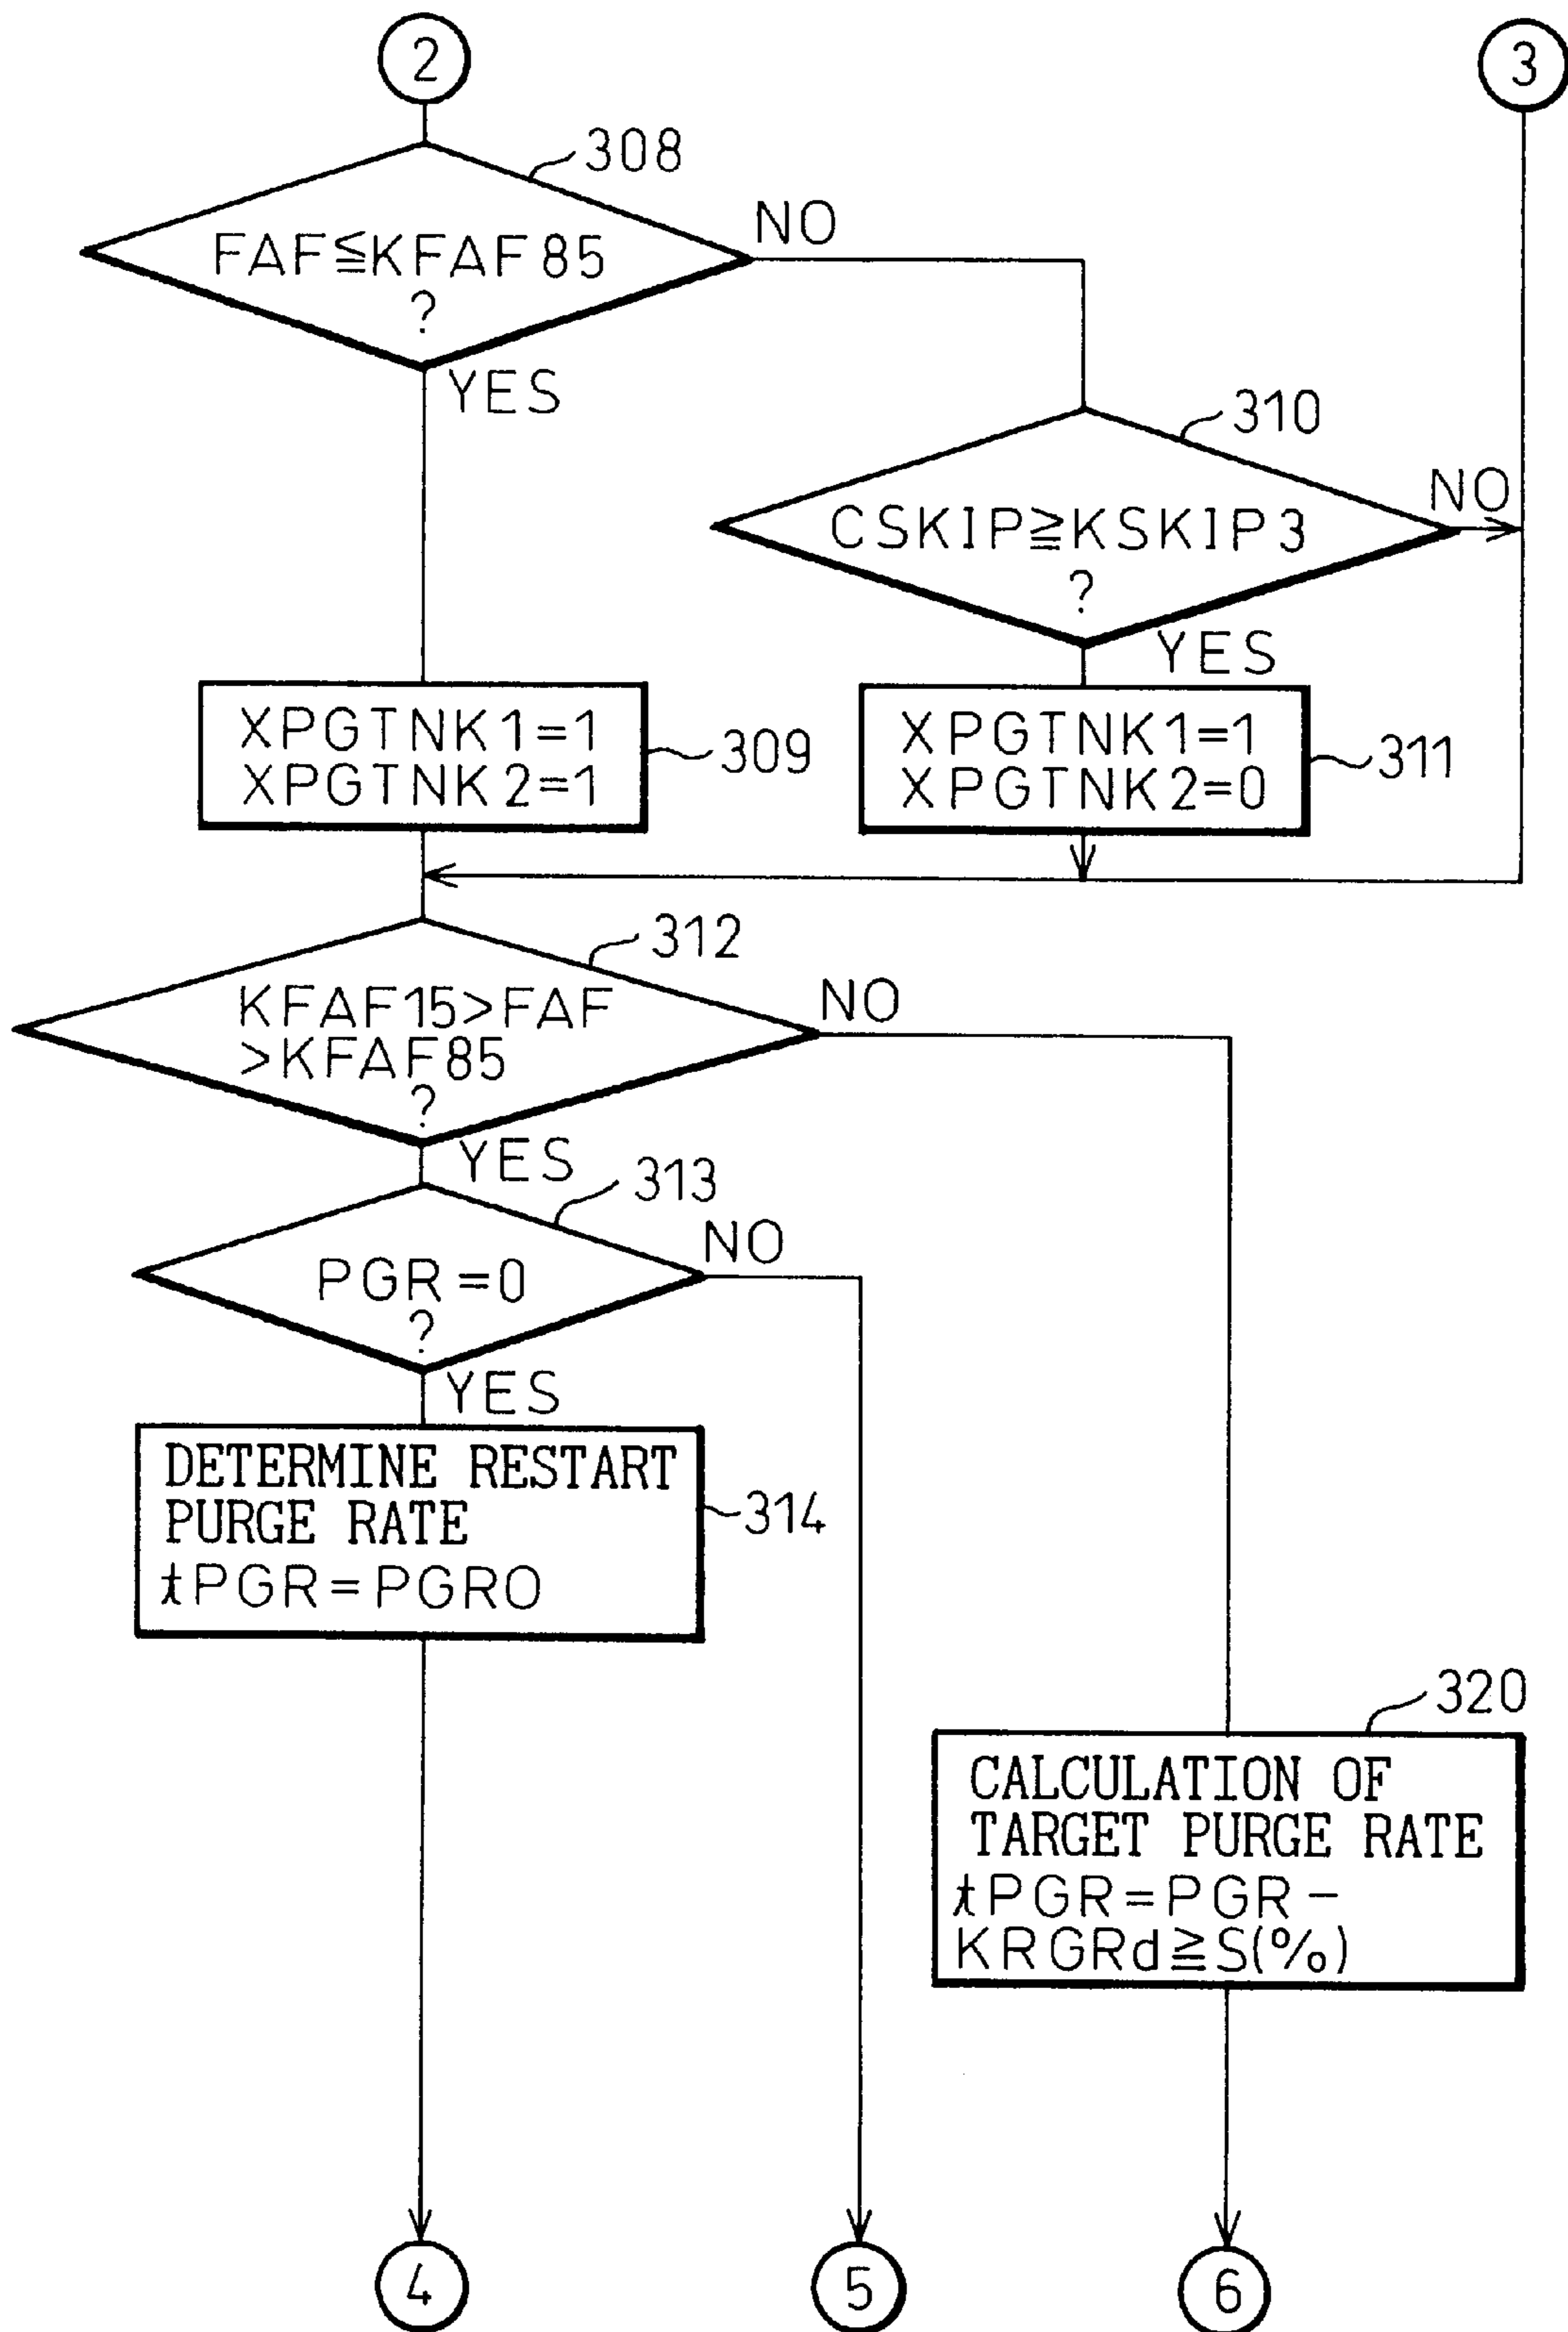 2
3
308
FAF≦KFAF85
?
NO
YES
310
CSKIP≧KSKIP3
?
NO
YES
XPGTNK1=1
XPGTNK2=1
309
XPGTNK1=1
XPGTNK2=0
311
312
KFAF15>FAF
>KFAF85
?
NO
YES
313
PGR=0
?
NO
YES
DETERMINE RESTART
PURGE RATE
tPGR=PGR0
314
320
CALCULATION OF
TARGET PURGE RATE
tPGR=PGR-
KRGRd≧S(%)
4
5
6